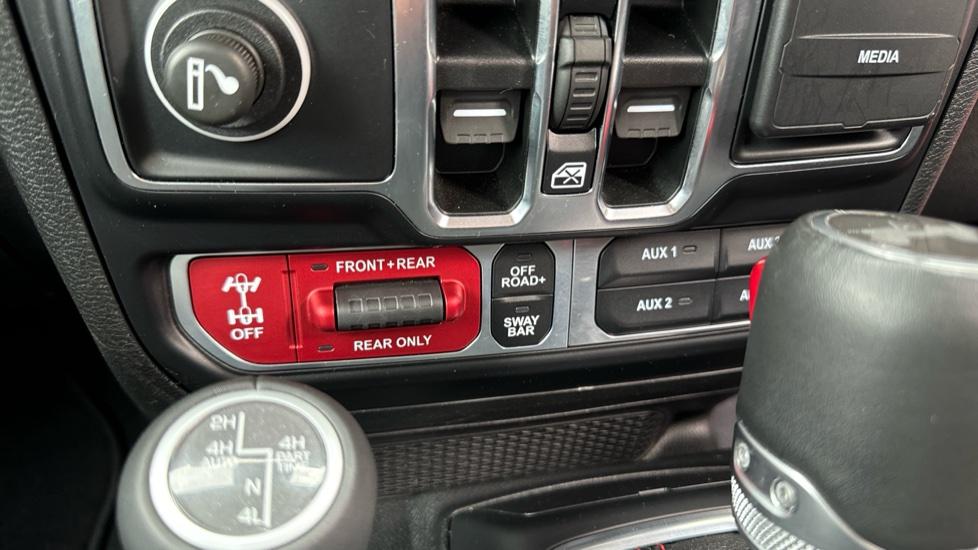 MEDIA
FRONT+REAR
OFF
REAR ONLY
OFF
ROAD+
SWAY
BAR
AUX 1
AUX
AUX 2
2H
4H
AUTO
4H
PART
TIME
N
4L